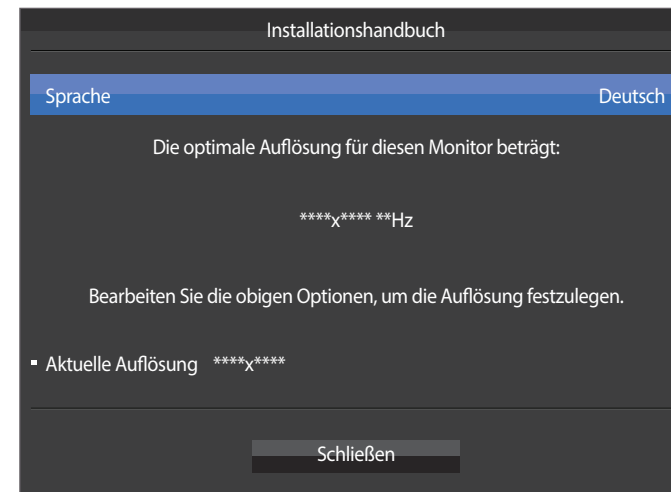 Installationshandbuch
Sprache Deutsch
Die optimale Auflösung für diesen Monitor beträgt:
****x**** **Hz
Bearbeiten Sie die obigen Optionen, um die Auflösung festzulegen.
Aktuelle Auflösung ****x****
Schließen